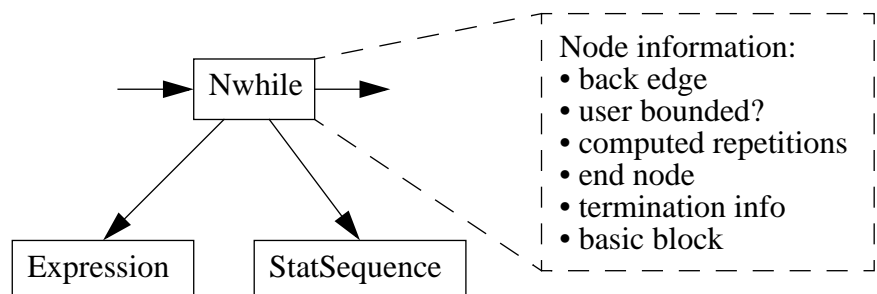 Nwhile
Expression
StatSequence
Node information:
• back edge
• user bounded?
• computed repetitions
• end node
• termination info
• basic block